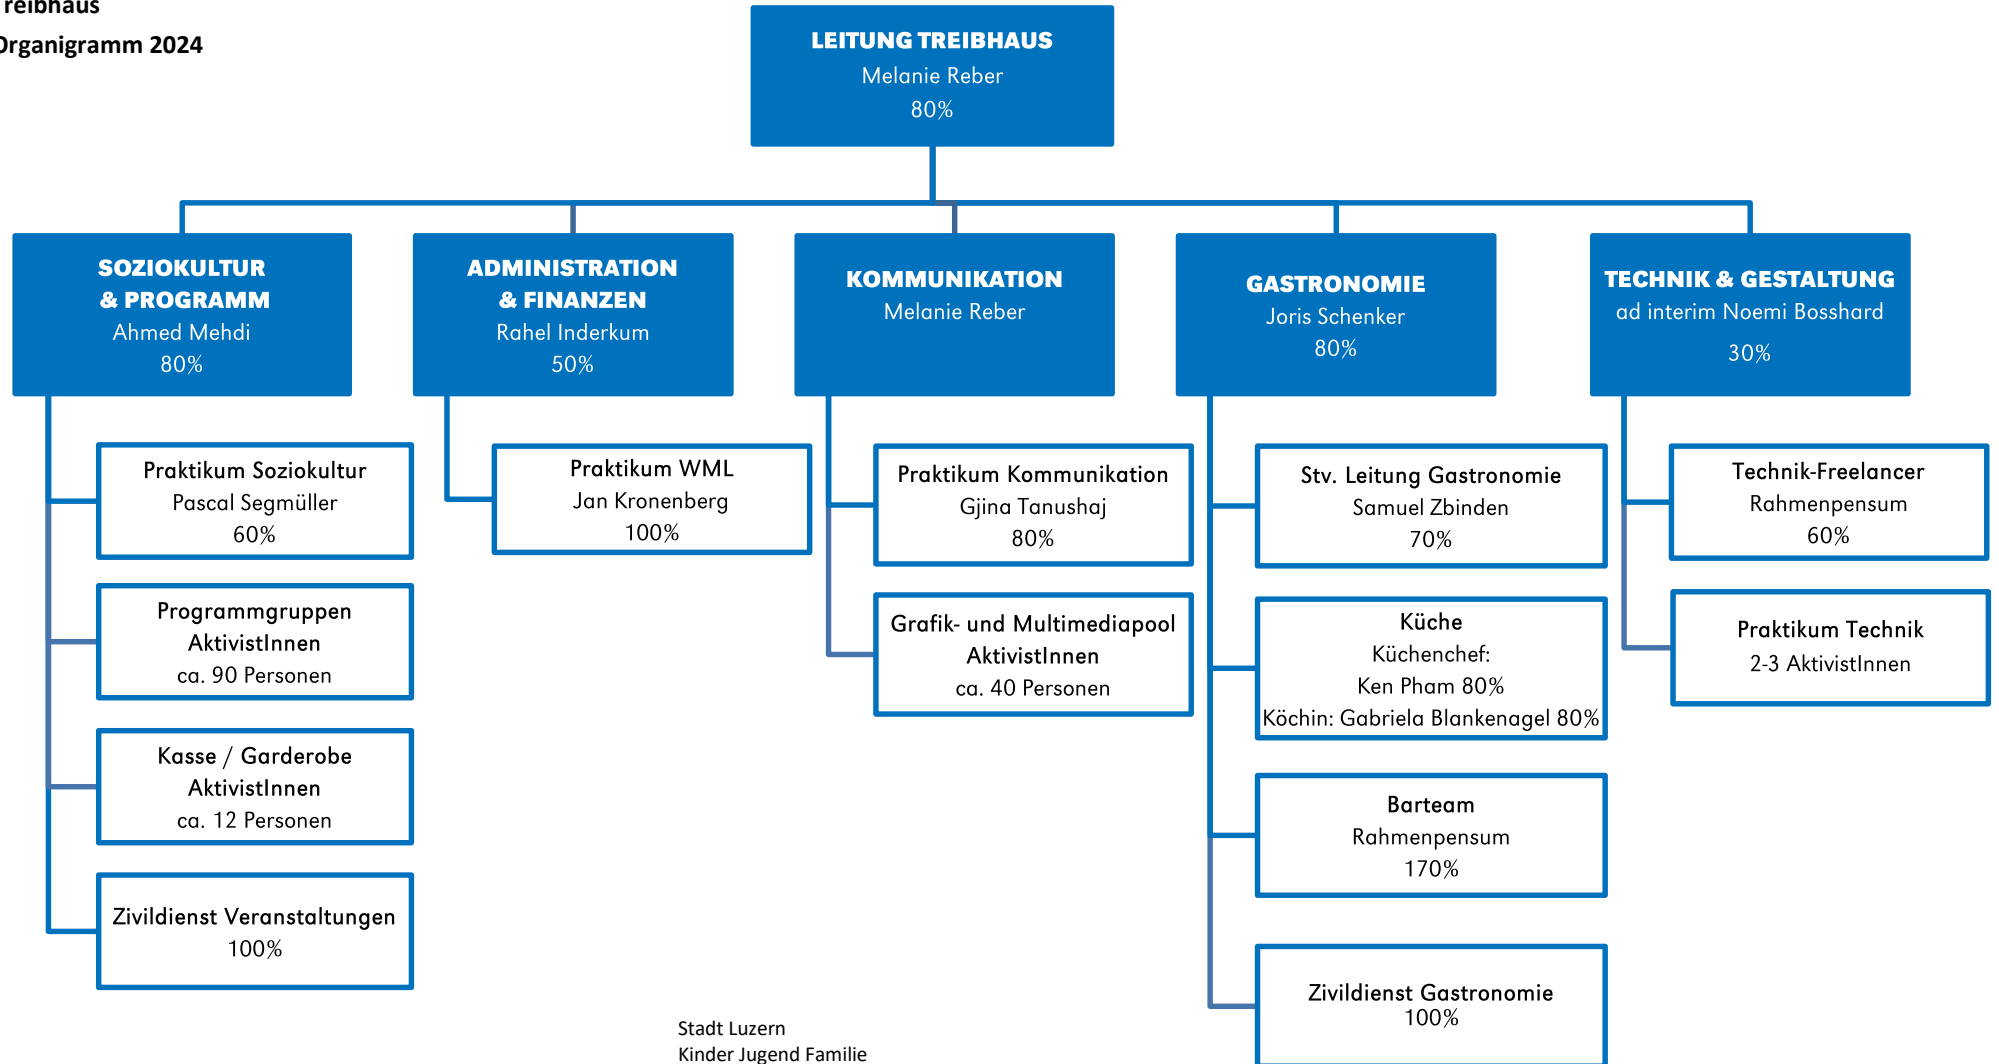 Treibhaus
Organigramm 2024
LEITUNG TREIBHAUS
Melanie Reber
80%
SOZIOKULTUR
& PROGRAMM
Ahmed Mehdi
80%
Praktikum Soziokultur
Pascal Segmüller
60%
Programmgruppen
AktivistInnen
ca. 90 Personen
Kasse / Garderobe
AktivistInnen
ca. 12 Personen
Zivildienst Veranstaltungen
100%
ADMINISTRATION
& FINANZEN
Rahel Inderkum
50%
Praktikum WML
Jan Kronenberg
100%
KOMMUNIKATION
Melanie Reber
Praktikum Kommunikation
Gjina Tanushaj
80%
Grafik- und Multimediapool
AktivistInnen
ca. 40 Personen
GASTRONOMIE
Joris Schenker
80%
Stv. Leitung Gastronomie
Samuel Zbinden
70%
Küche
Küchenchef:
Ken Pham 80%
Köchin: Gabriela Blankenagel 80%
Barteam
Rahmenpensum
170%
Zivildienst Gastronomie
100%
TECHNIK & GESTALTUNG
ad interim Noemi Bosshard
30%
Technik-Freelancer
Rahmenpensum
60%
Praktikum Technik
2-3 AktivistInnen
Stadt Luzern
Kinder Jugend Familie